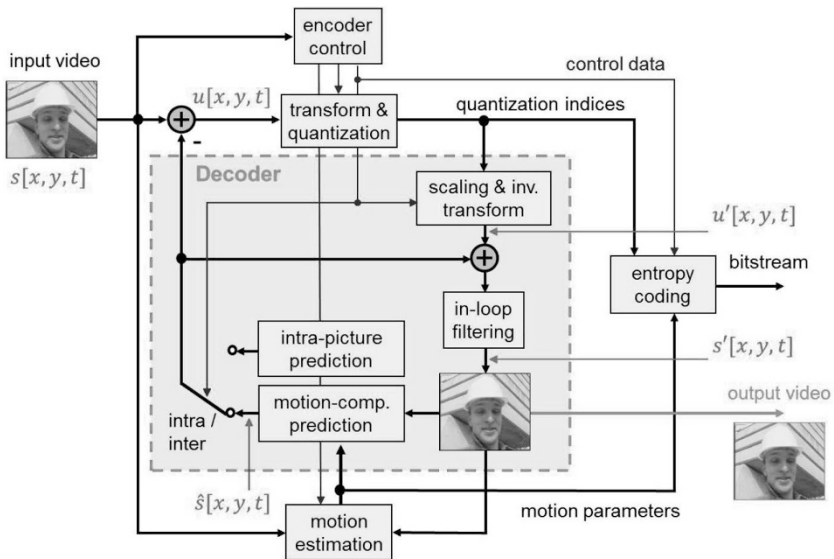 encoder
control
input video
control data
u[x, y, t]
transform &
quantization
quantization indices
+
-
s[x, y, t]
Decoder
scaling & inv.
transform
u′[x, y, t]
+
entropy
coding
bitstream
in-loop
filtering
intra-picture
prediction
s′[x, y, t]
motion-comp.
prediction
output video
intra /
inter
ŝ[x, y, t]
motion
estimation
motion parameters